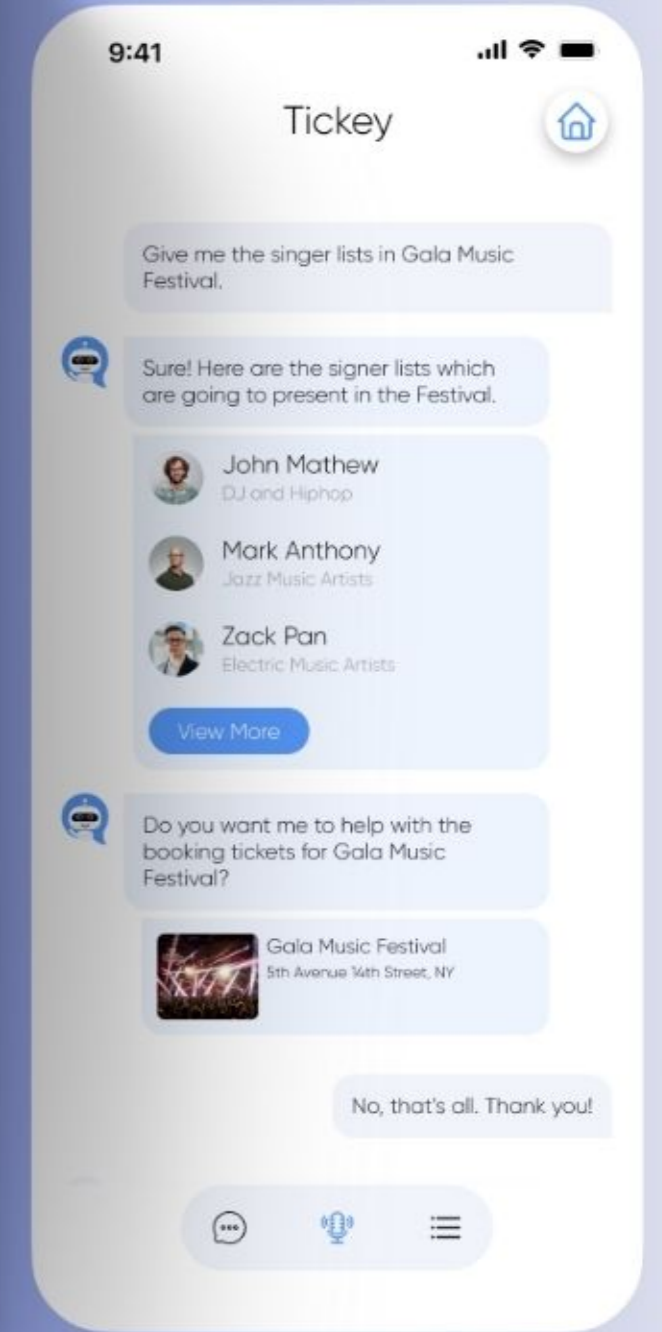 9:41
Tickey
Give me the singer lists in Gala Music
Festival.
Sure! Here are the signer lists which
are going to present in the Festival.
John Mathew
DJ and Hiphop
Mark Anthony
Jazz Music Artists
Zack Pan
Electric Music Artists
View More
Do you want me to help with the
booking tickets for Gala Music
Festival?
Gala Music Festival
5th Avenue 14th Street, NY
No, that's all. Thank you!